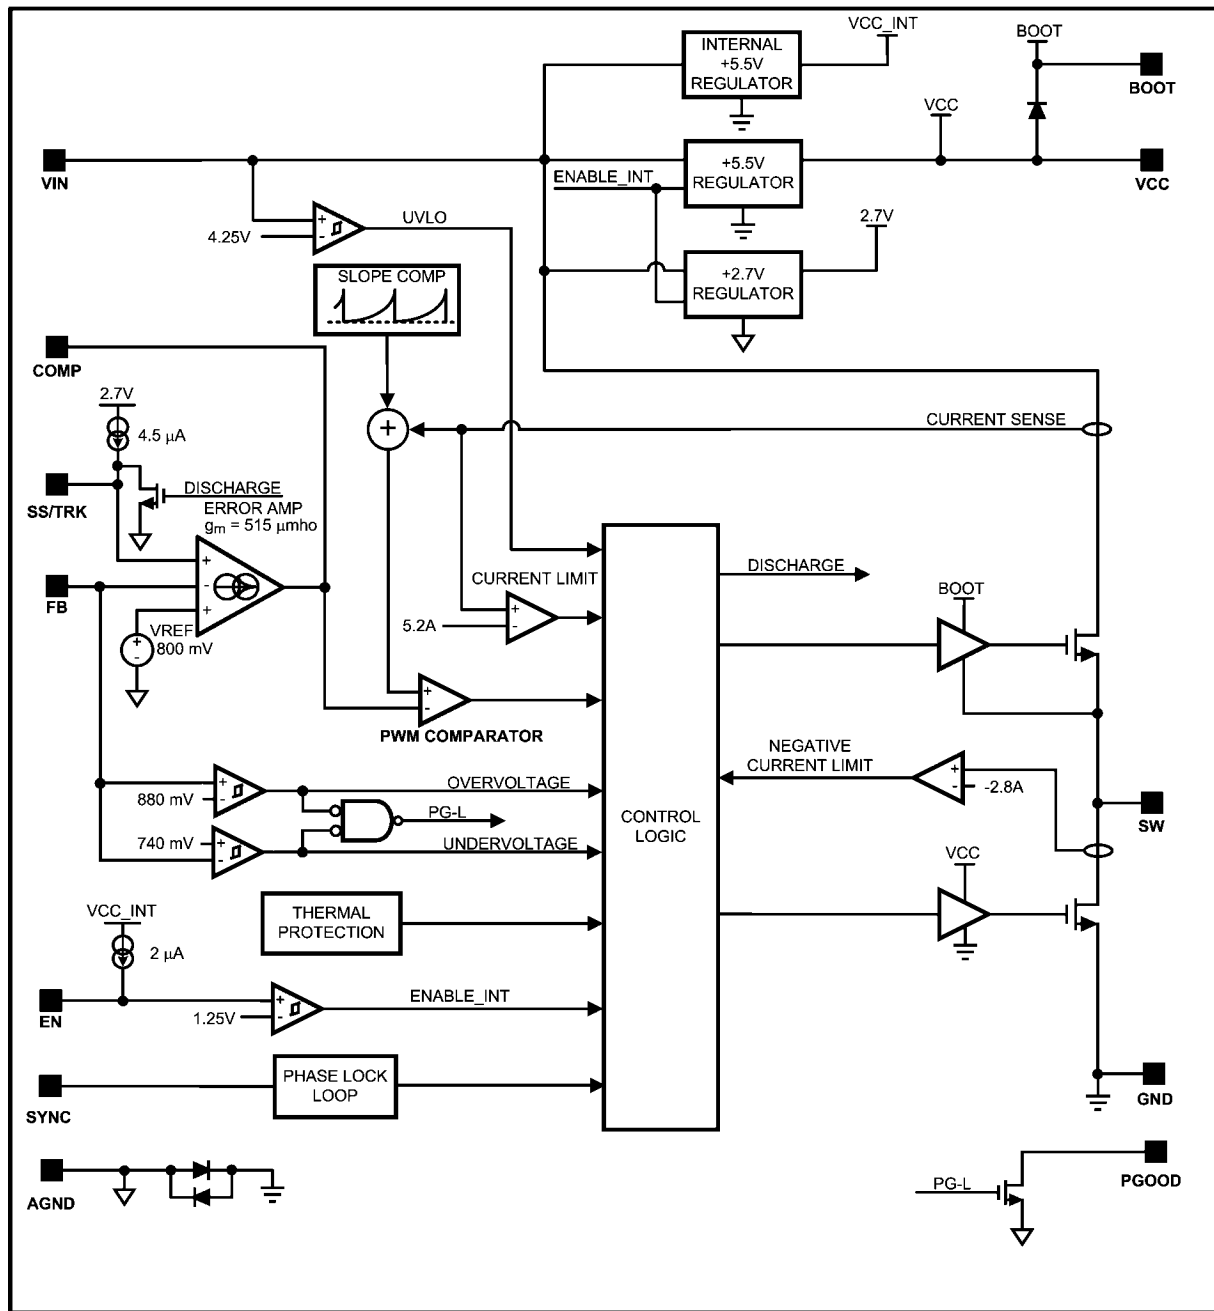 VCC_INT
BOOT
INTERNAL
+5.5V
REGULATOR
BOOT
VCC
VIN
+5.5V
REGULATOR
ENABLE_INT
VCC
UVLO
4.25V
+
-
2.7V
SLOPE COMP
+2.7V
REGULATOR
COMP
2.7V
4.5 μA
+
CURRENT SENSE
SS/TRK
DISCHARGE
ERROR AMP
gm = 515 μmho
+
-
+
FB
VREF
800 mV
+
-
CURRENT LIMIT
5.2A
+
-
DISCHARGE
BOOT
+
-
PWM COMPARATOR
NEGATIVE
CURRENT LIMIT
+
-
-2.8A
SW
OVERVOLTAGE
880 mV
+
-
PG-L
CONTROL
LOGIC
740 mV
+
-
UNDERVOLTAGE
VCC
THERMAL
PROTECTION
VCC_INT
2 μA
EN
1.25V
+
-
ENABLE_INT
PHASE LOCK
LOOP
SYNC
GND
AGND
PG-L
PGOOD